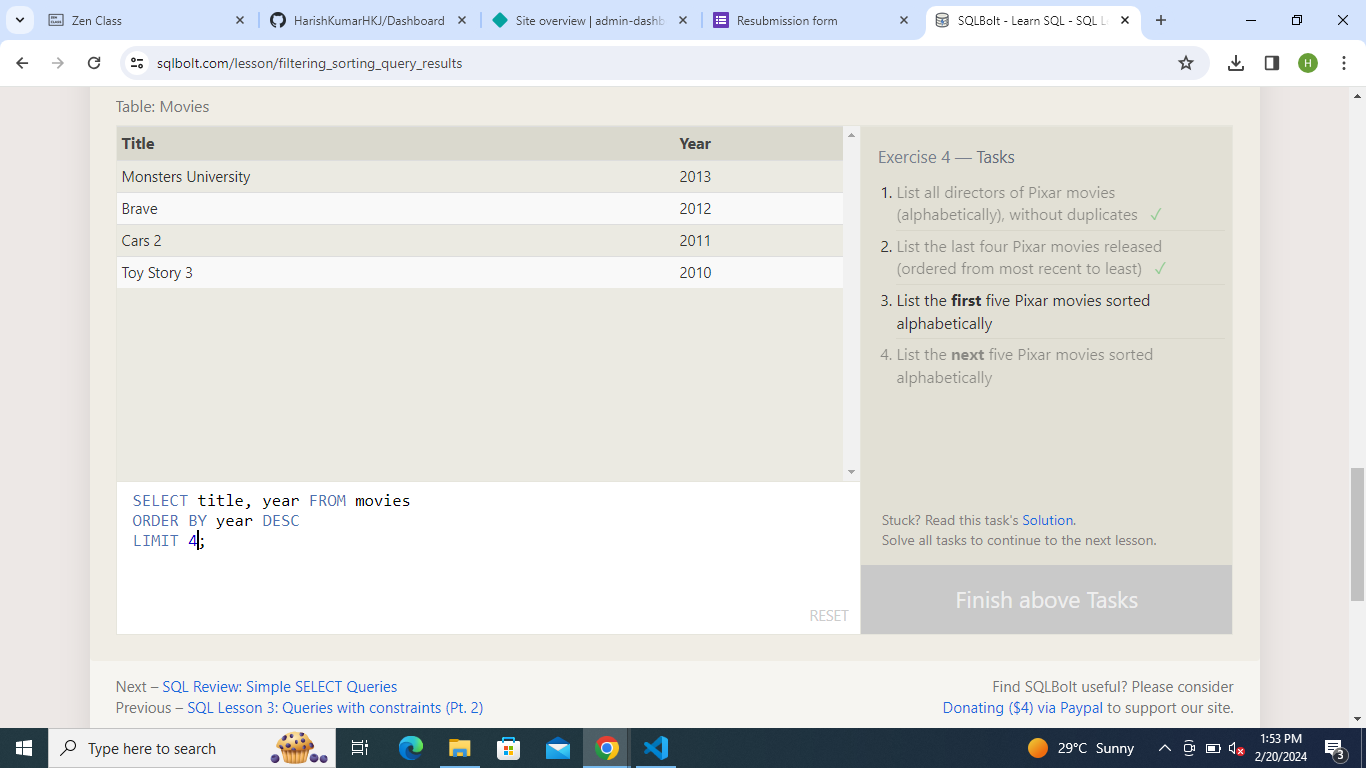 Zen Class
HarishKumarHKJ/Dashboard
Site overview | admin-dashb
Resubmission form
SQLBolt - Learn SQL - SQL Le
sqlbolt.com/lesson/filtering_sorting_query_results
H
Table: Movies
Title Year
Monsters University 2013
Brave 2012
Cars 2 2011
Toy Story 3 2010
Exercise 4 — Tasks
1. List all directors of Pixar movies
(alphabetically), without duplicates ✓
2. List the last four Pixar movies released
(ordered from most recent to least) ✓
3. List the first five Pixar movies sorted
alphabetically
4. List the next five Pixar movies sorted
alphabetically
Stuck? Read this task's Solution.
Solve all tasks to continue to the next lesson.
Finish above Tasks
SELECT title, year FROM movies
ORDER BY year DESC
LIMIT 4;
RESET
Next – SQL Review: Simple SELECT Queries
Previous – SQL Lesson 3: Queries with constraints (Pt. 2)
Find SQLBolt useful? Please consider
Donating ($4) via Paypal to support our site.
Type here to search
29°C Sunny
1:53 PM
2/20/2024
3